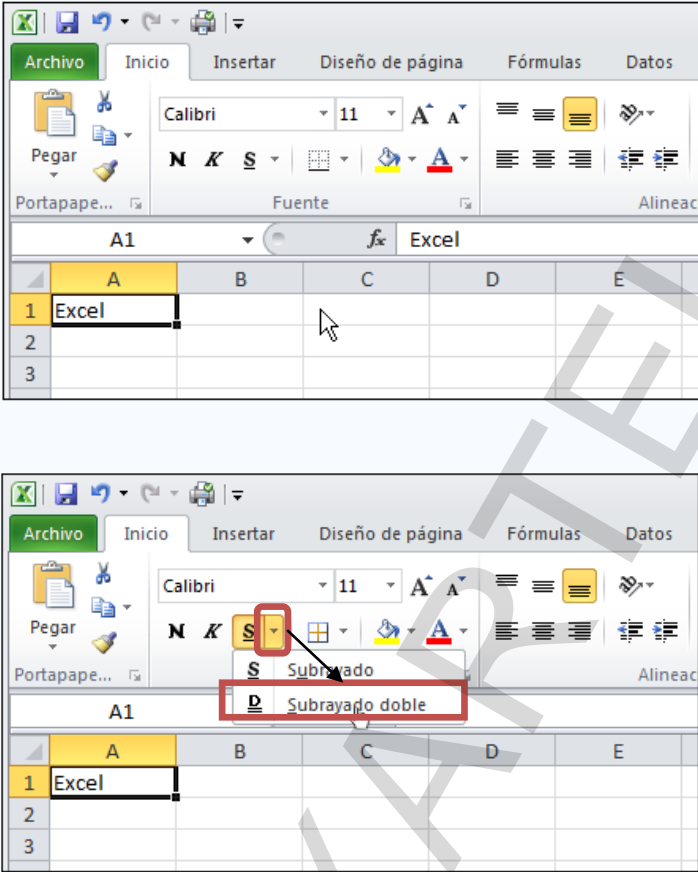 Archivo Inicio Insertar Diseño de página Fórmulas Datos
Calibri 11 A A
Pegar N K S A
Portapape... Fuente Alineac
A1 fx Excel
A B C D E
1 Excel
2
3
Archivo Inicio Insertar Diseño de página Fórmulas Datos
Calibri 11 A A
Pegar N K S A
Portapape... S Subrayado Alineac
A1 D Subrayado doble
A B C D E
1 Excel
2
3